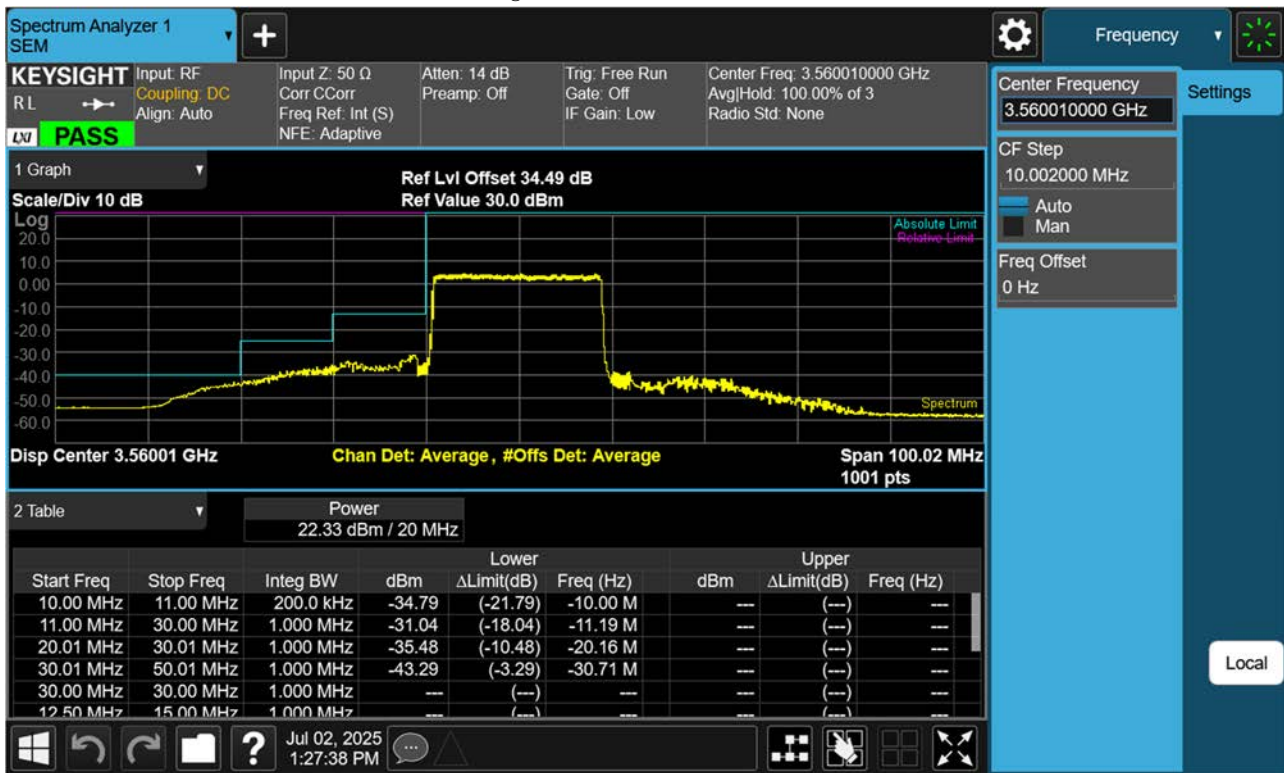 Spectrum Analyzer 1
SEM
Frequency
KEYSIGHT
RL
LXI
PASS
Input: RF
Coupling: DC
Align: Auto
Input Z: 50 Ω
Corr CCorr
Freq Ref: Int (S)
NFE: Adaptive
Atten: 14 dB
Preamp: Off
Trig: Free Run
Gate: Off
IF Gain: Low
Center Freq: 3.560010000 GHz
Avg|Hold: 100.00% of 3
Radio Std: None
Center Frequency
3.560010000 GHz
Settings
CF Step
10.002000 MHz
Auto
Man
Freq Offset
0 Hz
1 Graph
Ref Lvl Offset 34.49 dB
Scale/Div 10 dB Ref Value 30.0 dBm
Log
Absolute Limit
Relative Limit
20.0
10.0
0.00
-10.0
-20.0
-30.0
-40.0
-50.0
-60.0
Spectrum
Disp Center 3.56001 GHz Chan Det: Average, #Offs Det: Average Span 100.02 MHz
1001 pts
2 Table
Power
22.33 dBm / 20 MHz
Lower Upper
Start Freq Stop Freq Integ BW dBm ΔLimit(dB) Freq (Hz) dBm ΔLimit(dB) Freq (Hz)
10.00 MHz 11.00 MHz 200.0 kHz -34.79 (-21.79) -10.00 M --- (---) ---
11.00 MHz 30.00 MHz 1.000 MHz -31.04 (-18.04) -11.19 M --- (---) ---
20.01 MHz 30.01 MHz 1.000 MHz -35.48 (-10.48) -20.16 M --- (---) ---
30.01 MHz 50.01 MHz 1.000 MHz -43.29 (-3.29) -30.71 M --- (---) ---
30.00 MHz 30.00 MHz 1.000 MHz --- (---) --- --- (---) ---
12.50 MHz 15.00 MHz 1.000 MHz --- (---) --- --- (---) ---
Local
?
Jul 02, 2025
1:27:38 PM